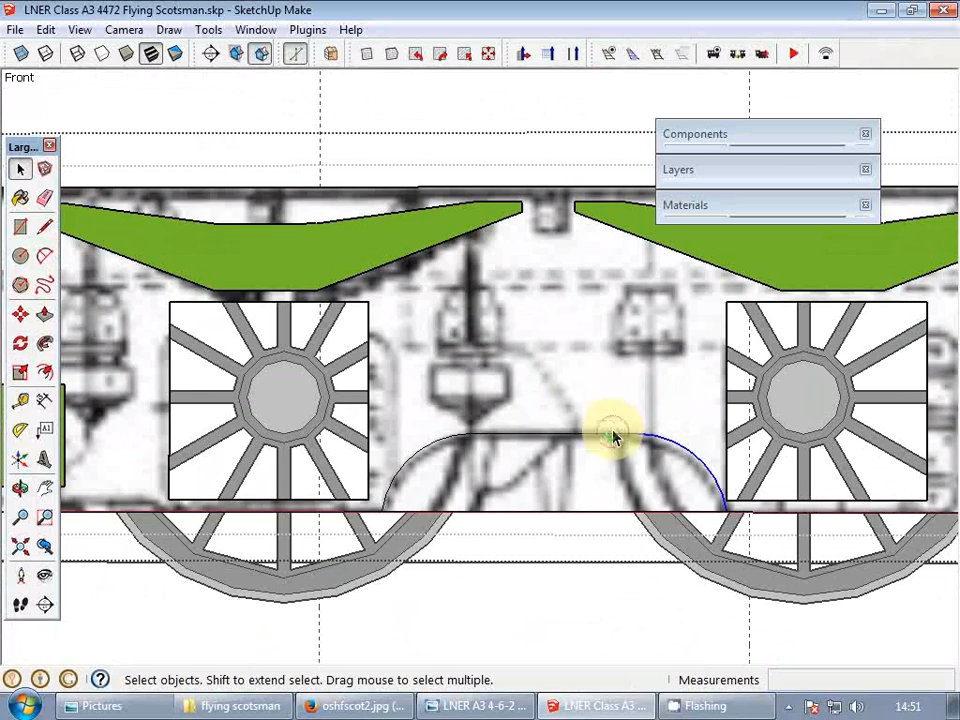 LNER Class A3 4472 Flying Scotsman.skp - SketchUp Make
File Edit View Camera Draw Tools Window Plugins Help
Front
Larg...
Components
Layers
Materials
Select objects. Shift to extend select. Drag mouse to select multiple.
Measurements
Pictures
flying scotsman
oshfscot2.jpg (...
LNER A3 4-6-2 ...
LNER Class A3 ...
Flashing
14:51